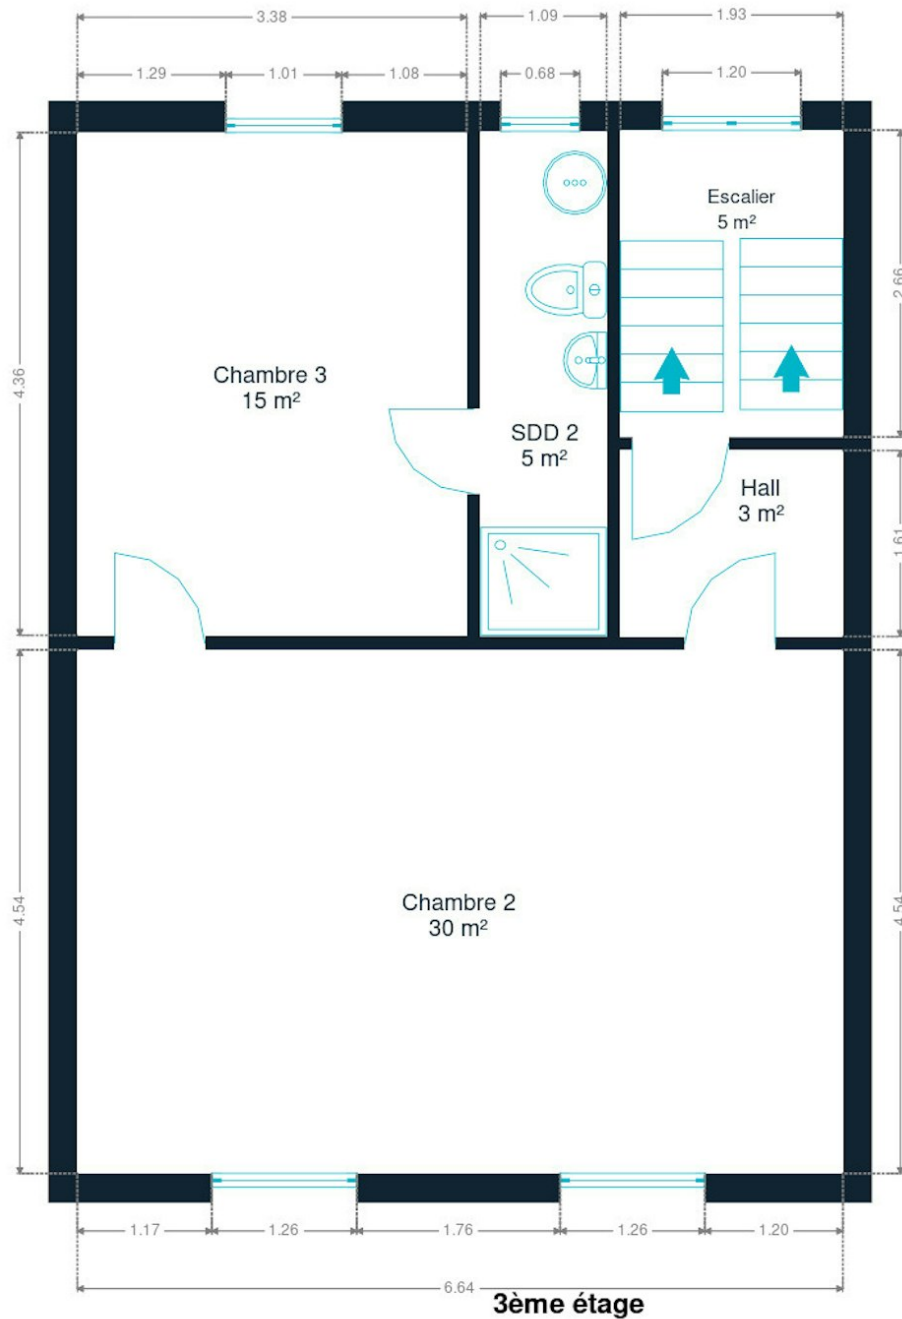 3.38
1.09
1.93
1.29
1.01
1.08
0.68
1.20
Escalier
5 m²
2.66
4.36
Chambre 3
15 m²
SDD 2
5 m²
Hall
3 m²
1.61
Chambre 2
30 m²
4.54
4.54
1.17
1.26
1.76
1.26
1.20
6.64
3ème étage